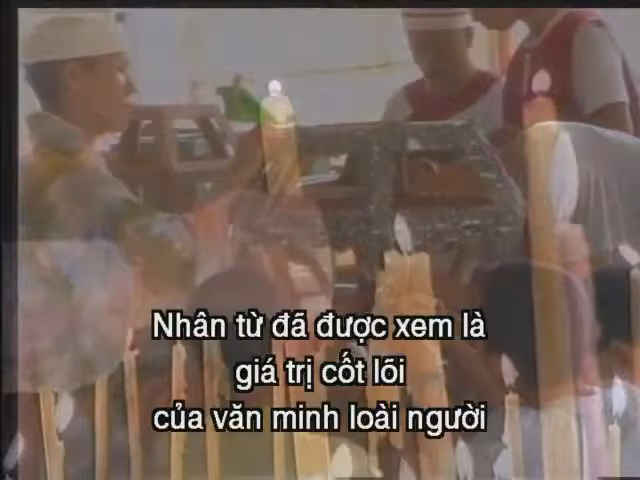 Nhân từ đã được xem là
giá trị cốt lõi
của văn minh loài người